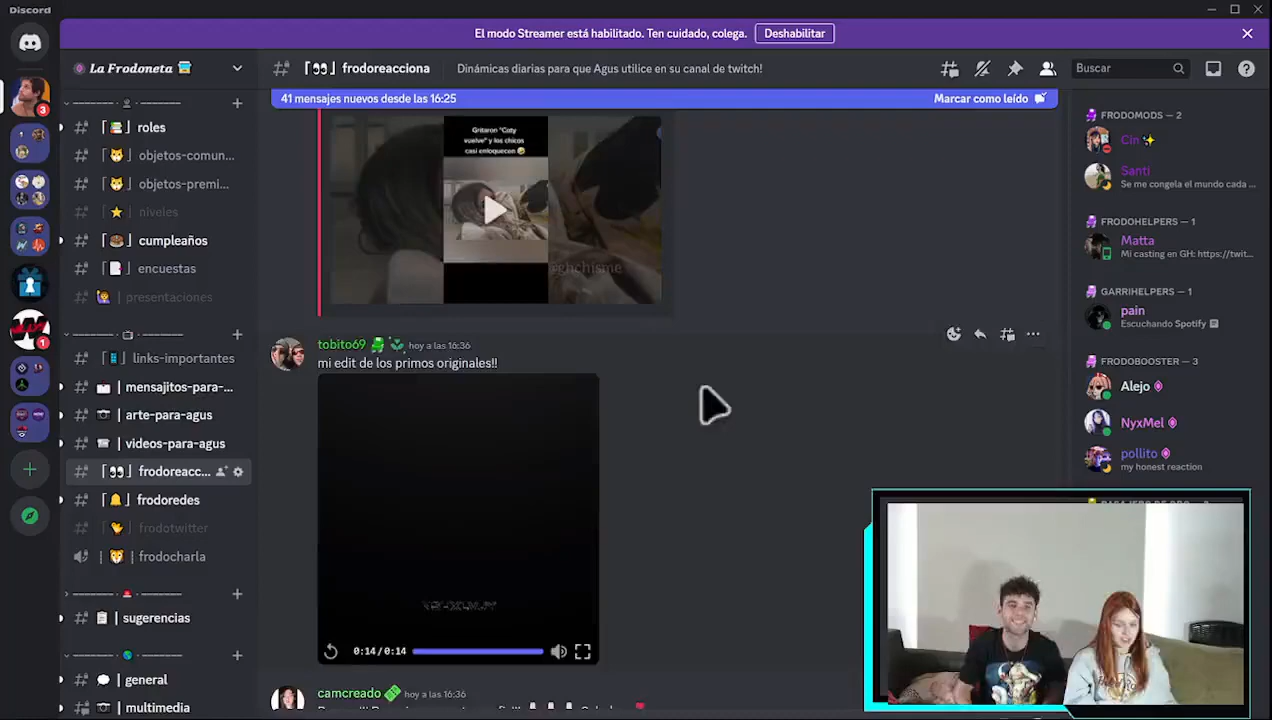 Discord
El modo Streamer está habilitado. Ten cuidado, colega.
Deshabilitar
La Frodoneta
frodoreacciona
Dinámicas diarias para que Agus utilice en su canal de twitch!
Buscar
3
1
41 mensajes nuevos desde las 16:25
Marcar como leído
roles
objetos-comun...
objetos-premi...
niveles
cumpleaños
encuestas
presentaciones
links-importantes
mensajitos-para-...
arte-para-agus
videos-para-agus
frodoreacc...
frodoredes
frodotwitter
frodocharla
sugerencias
general
multimedia
Gritaron "Coty
vuelve" y los chicos
casi enloquecen
@ghchisme
tobito69 hoy a las 16:36
mi edit de los primos originales!!
0:14/0:14
camcreado hoy a las 16:36
FRODOMODS — 2
Cin
Santi
Se me congela el mundo cada ...
FRODOHELPERS — 1
Matta
Mi casting en GH: https://twit...
GARRIHELPERS — 1
pain
Escuchando Spotify
FRODOBOOSTER — 3
Alejo
NyxMel
pollito
my honest reaction